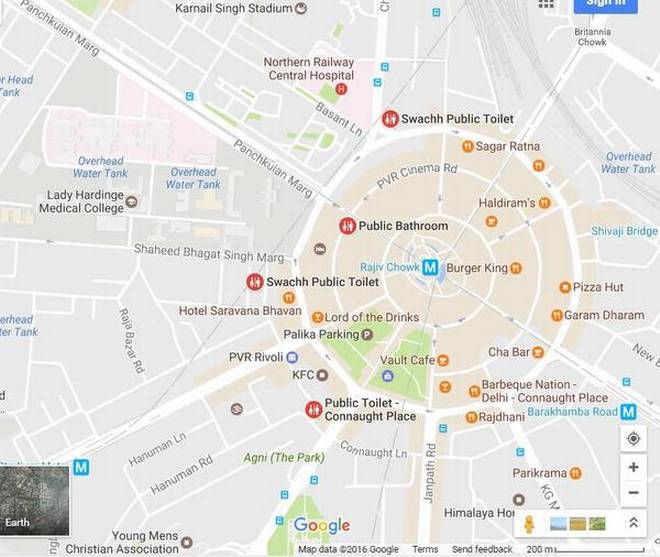 Karnail Singh Stadium
Sign in
Panchkuian Marg
Britannia
Chowk
Northern Railway
Central Hospital
H
Basant Ln
Swachh Public Toilet
er Head
Tank
Sagar Ratna
Panchkuian Marg
PVR Cinema Rd
Overhead
Water Tank
Overhead
Water Tank
Overhead
Water Tank
Lady Hardinge
Medical College
Haldiram's
Public Bathroom
Shivaji Bridge
Shaheed Bhagat Singh Marg
Rajiv Chowk
M
Burger King
Swachh Public Toilet
Pizza Hut
Hotel Saravana Bhavan
Lord of the Drinks
Garam Dharam
erhead
er Tank
Raja Bazar Rd
Palika Parking
P
PVR Rivoli
Vault Cafe
Cha Bar
New B
KFC
Barbeque Nation -
Delhi - Connaught Place
Public Toilet -
Connaught Place
Rajdhani
Barakhamba Road
M
Hanuman Ln
Connaught Ln
Agni (The Park)
Hanuman Rd
Janpath Rd
M
Parikrama
KG M
Earth
Himalaya Hou
Young Mens
Christian Association
Google
Map data ©2016 Google Terms Send feedback 200 m